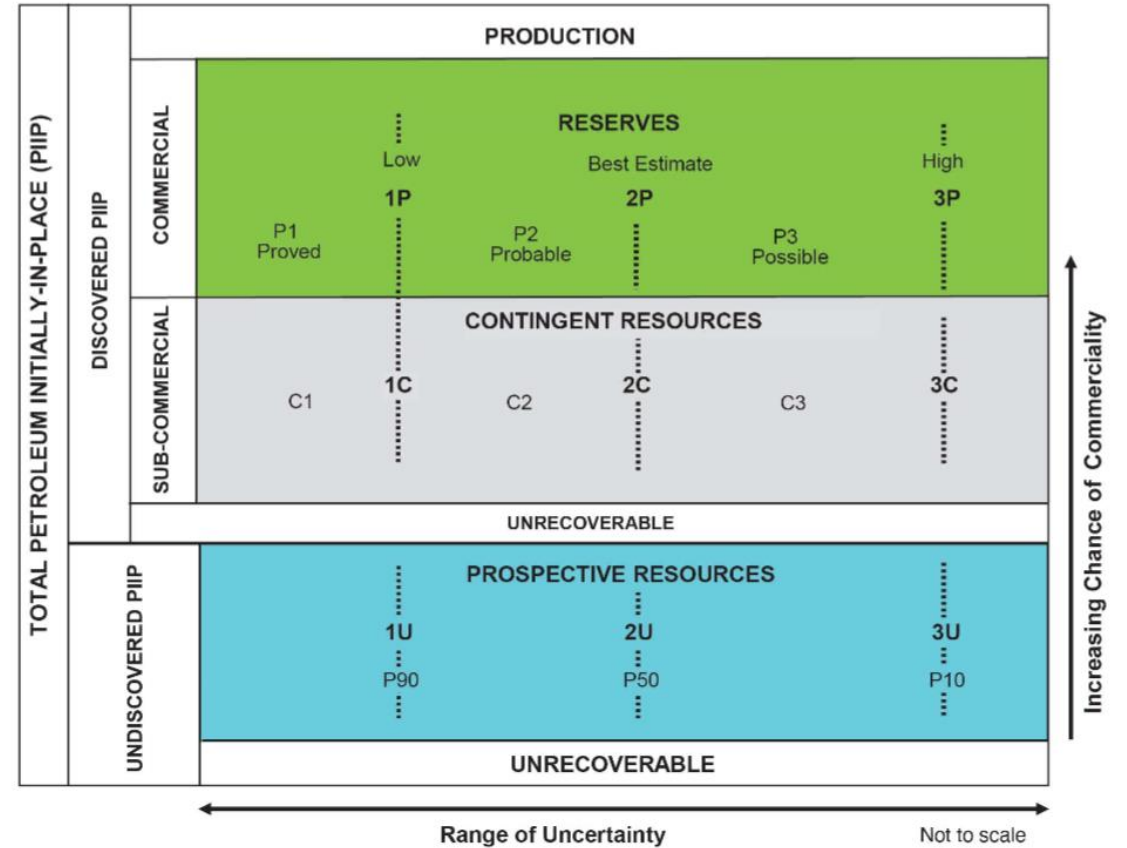 TOTAL PETROLEUM INITIALLY-IN-PLACE (PIIP)
DISCOVERED PIIP
UNDISCOVERED PIIP
COMMERCIAL
SUB-COMMERCIAL
PRODUCTION
RESERVES
Low
Best Estimate
High
1P
2P
3P
P1
Proved
P2
Probable
P3
Possible
CONTINGENT RESOURCES
1C
2C
3C
C1
C2
C3
UNRECOVERABLE
PROSPECTIVE RESOURCES
1U
2U
3U
P90
P50
P10
UNRECOVERABLE
Increasing Chance of Commerciality
Range of Uncertainty
Not to scale